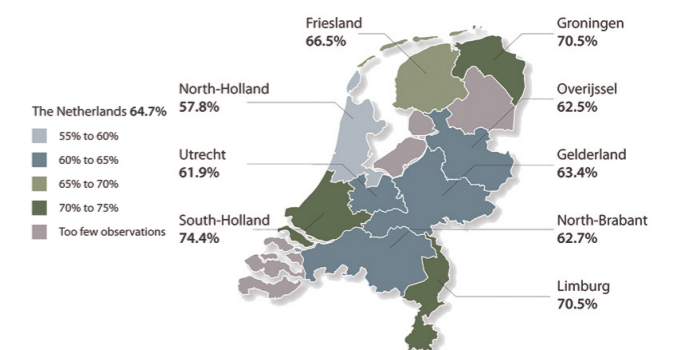 Friesland
66.5%
Groningen
70.5%
North-Holland
57.8%
Overijssel
62.5%
The Netherlands 64.7%
55% to 60%
60% to 65%
65% to 70%
70% to 75%
Too few observations
Utrecht
61.9%
Gelderland
63.4%
South-Holland
74.4%
North-Brabant
62.7%
Limburg
70.5%